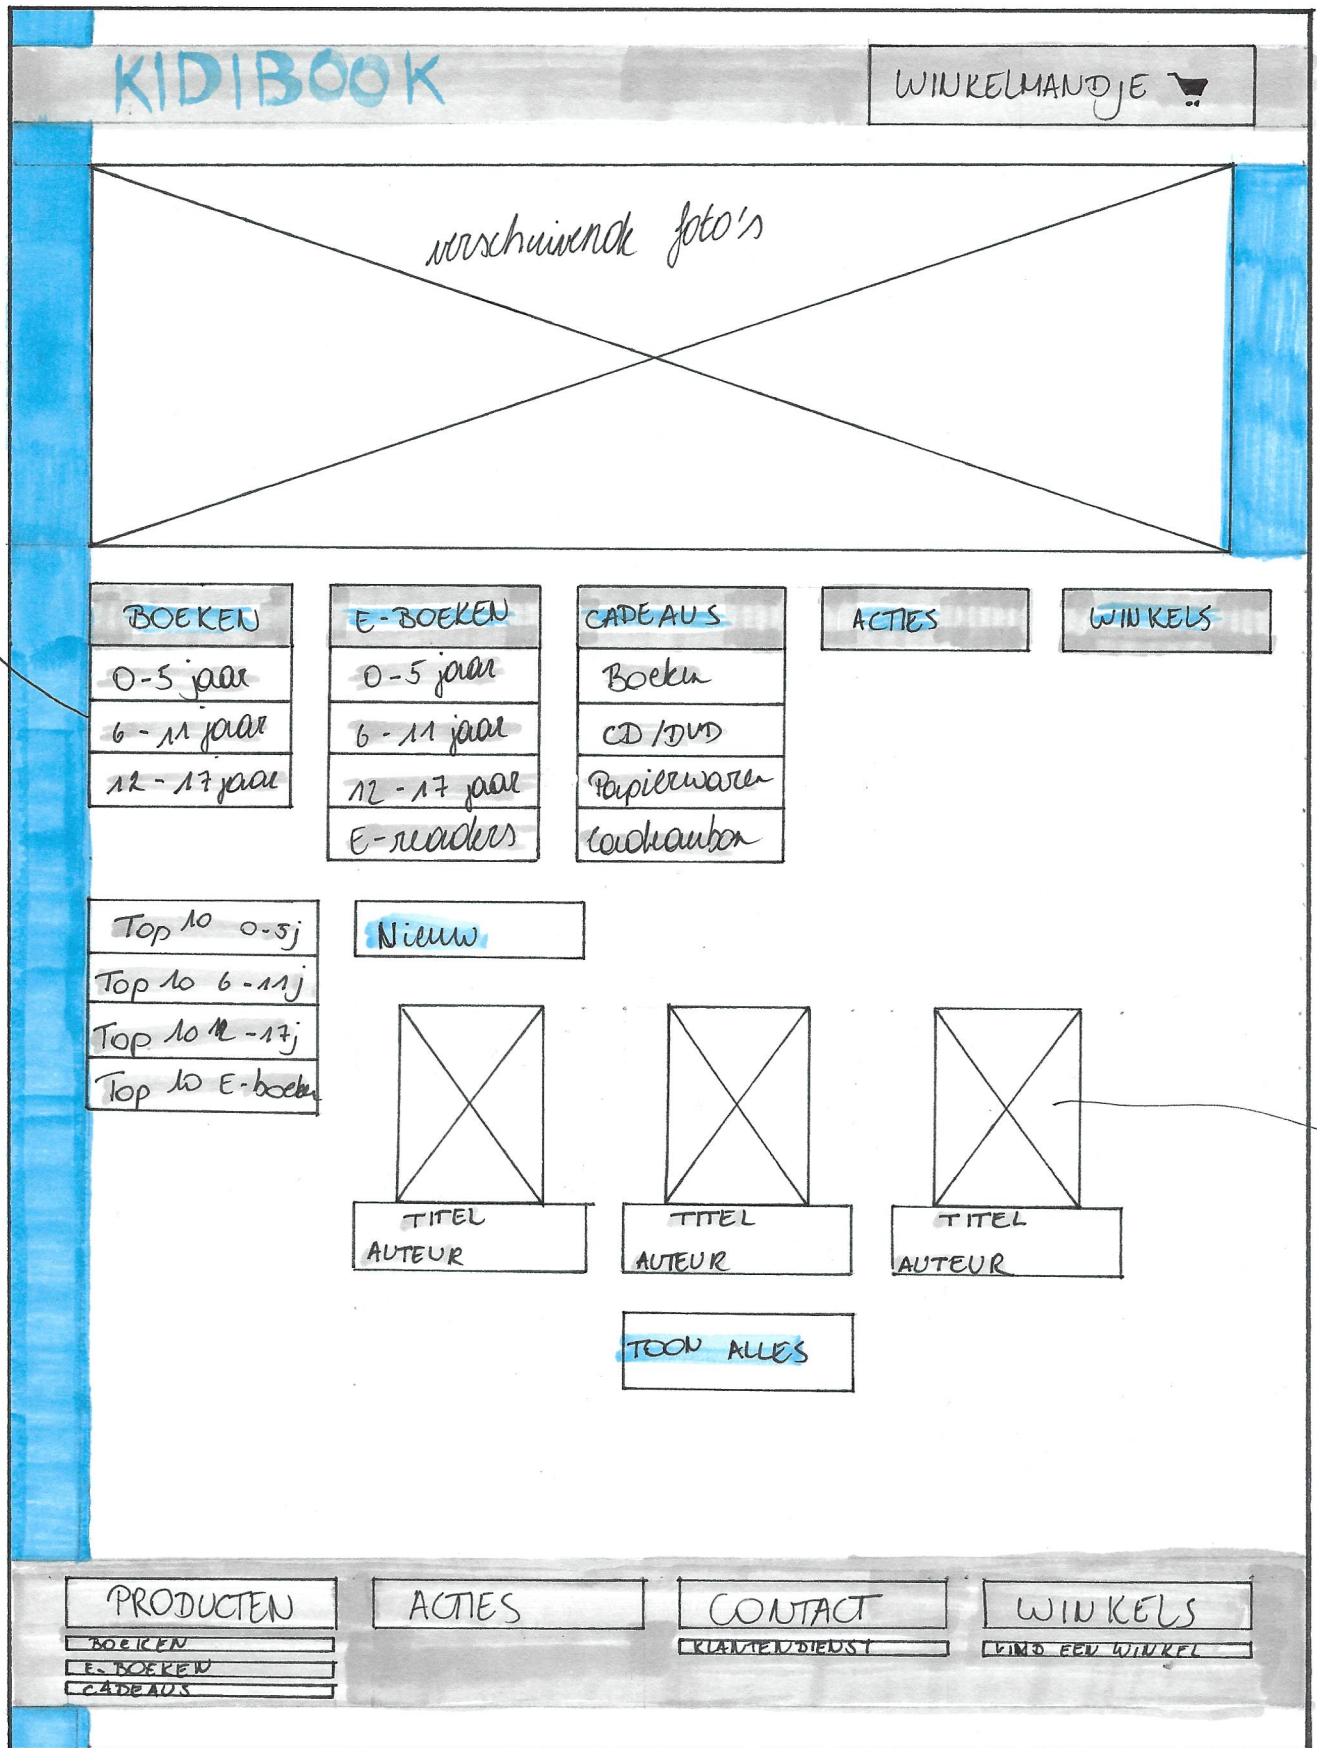 KIDIBOOK
WINKELMANDJE
verschuivende foto's
BOEKEN
0-5 jaar
6-11 jaar
12-17 jaar
E-BOEKEN
0-5 jaar
6-11 jaar
12-17 jaar
E-readers
CADEAUS
Boeken
CD/DVD
Papierwaren
Cadeaubon
ACTIES
WINKELS
Top 10 0-5j
Top 10 6-11j
Top 10 12-17j
Top 10 E-boeken
Nieuw
TITEL
AUTEUR
TITEL
AUTEUR
TITEL
AUTEUR
TOON ALLES
PRODUCTEN
BOEKEN
E-BOEKEN
CADEAUS
ACTIES
CONTACT
KLANTENDIENST
WINKELS
VIND EEN WINKEL